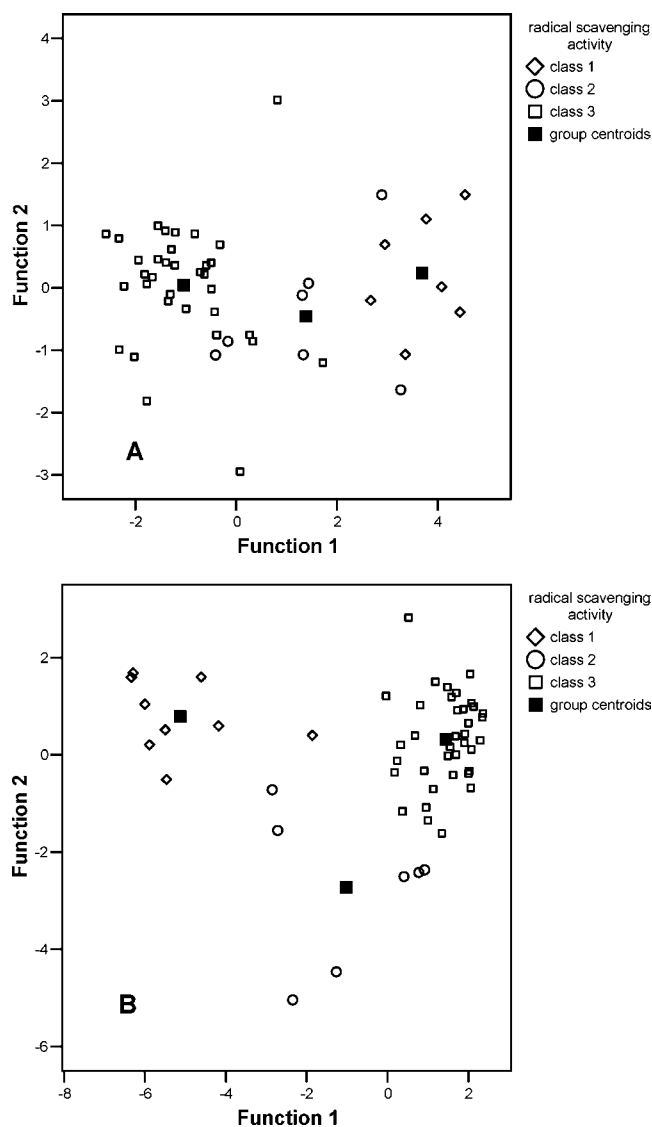 radical scavenging
activity
class 1
class 2
class 3
group centroids
4
3
2
1
0
-1
-2
-3
Function 2
A
-2
0
2
4
Function 1
radical scavenging
activity
class 1
class 2
class 3
group centroids
2
0
-2
-4
-6
Function 2
B
-8
-6
-4
-2
0
2
Function 1